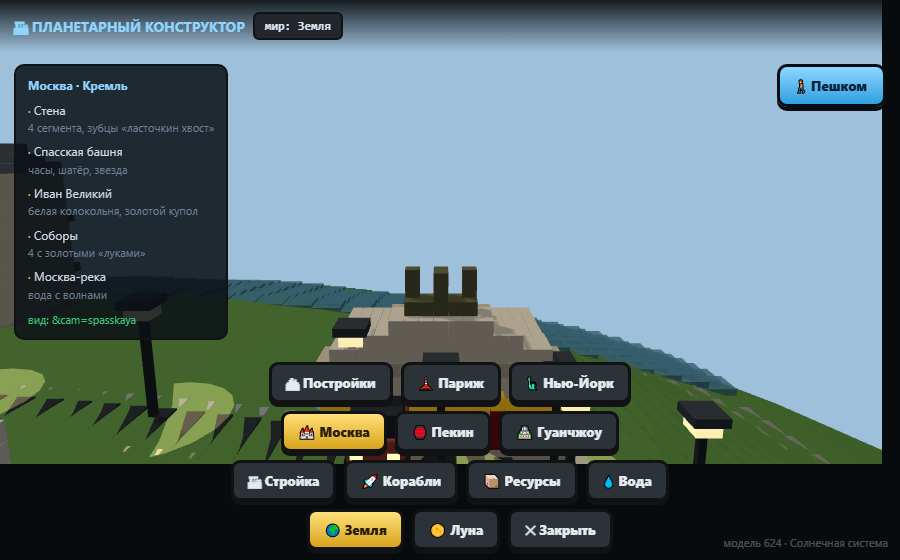 ПЛАНЕТАРНЫЙ КОНСТРУКТОР
мир: Земля
Пешком
Москва · Кремль
· Стена
4 сегмента, зубцы «ласточкин хвост»
· Спасская башня
часы, шатёр, звезда
· Иван Великий
белая колокольня, золотой купол
· Соборы
4 с золотыми «луками»
· Москва-река
вода с волнами
вид: &cam=spasskaya
Постройки Париж Нью-Йорк
Москва Пекин Гуанчжоу
Стройка Корабли Ресурсы Вода
Земля Луна Закрыть
модель 624 · Солнечная система